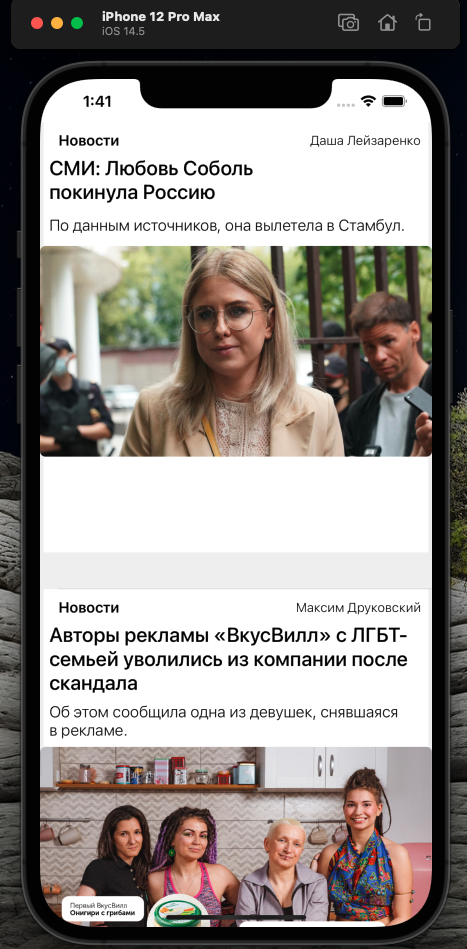 iPhone 12 Pro Max
iOS 14.5
1:41
Новости
Даша Лейзаренко
СМИ: Любовь Соболь
покинула Россию
По данным источников, она вылетела в Стамбул.
Новости
Максим Друковский
Авторы рекламы «ВкусВилл» с ЛГБТ-
семьей уволились из компании после
скандала
Об этом сообщила одна из девушек, снявшаяся
в рекламе.
Первый ВкусВилл
Онигири с грибами